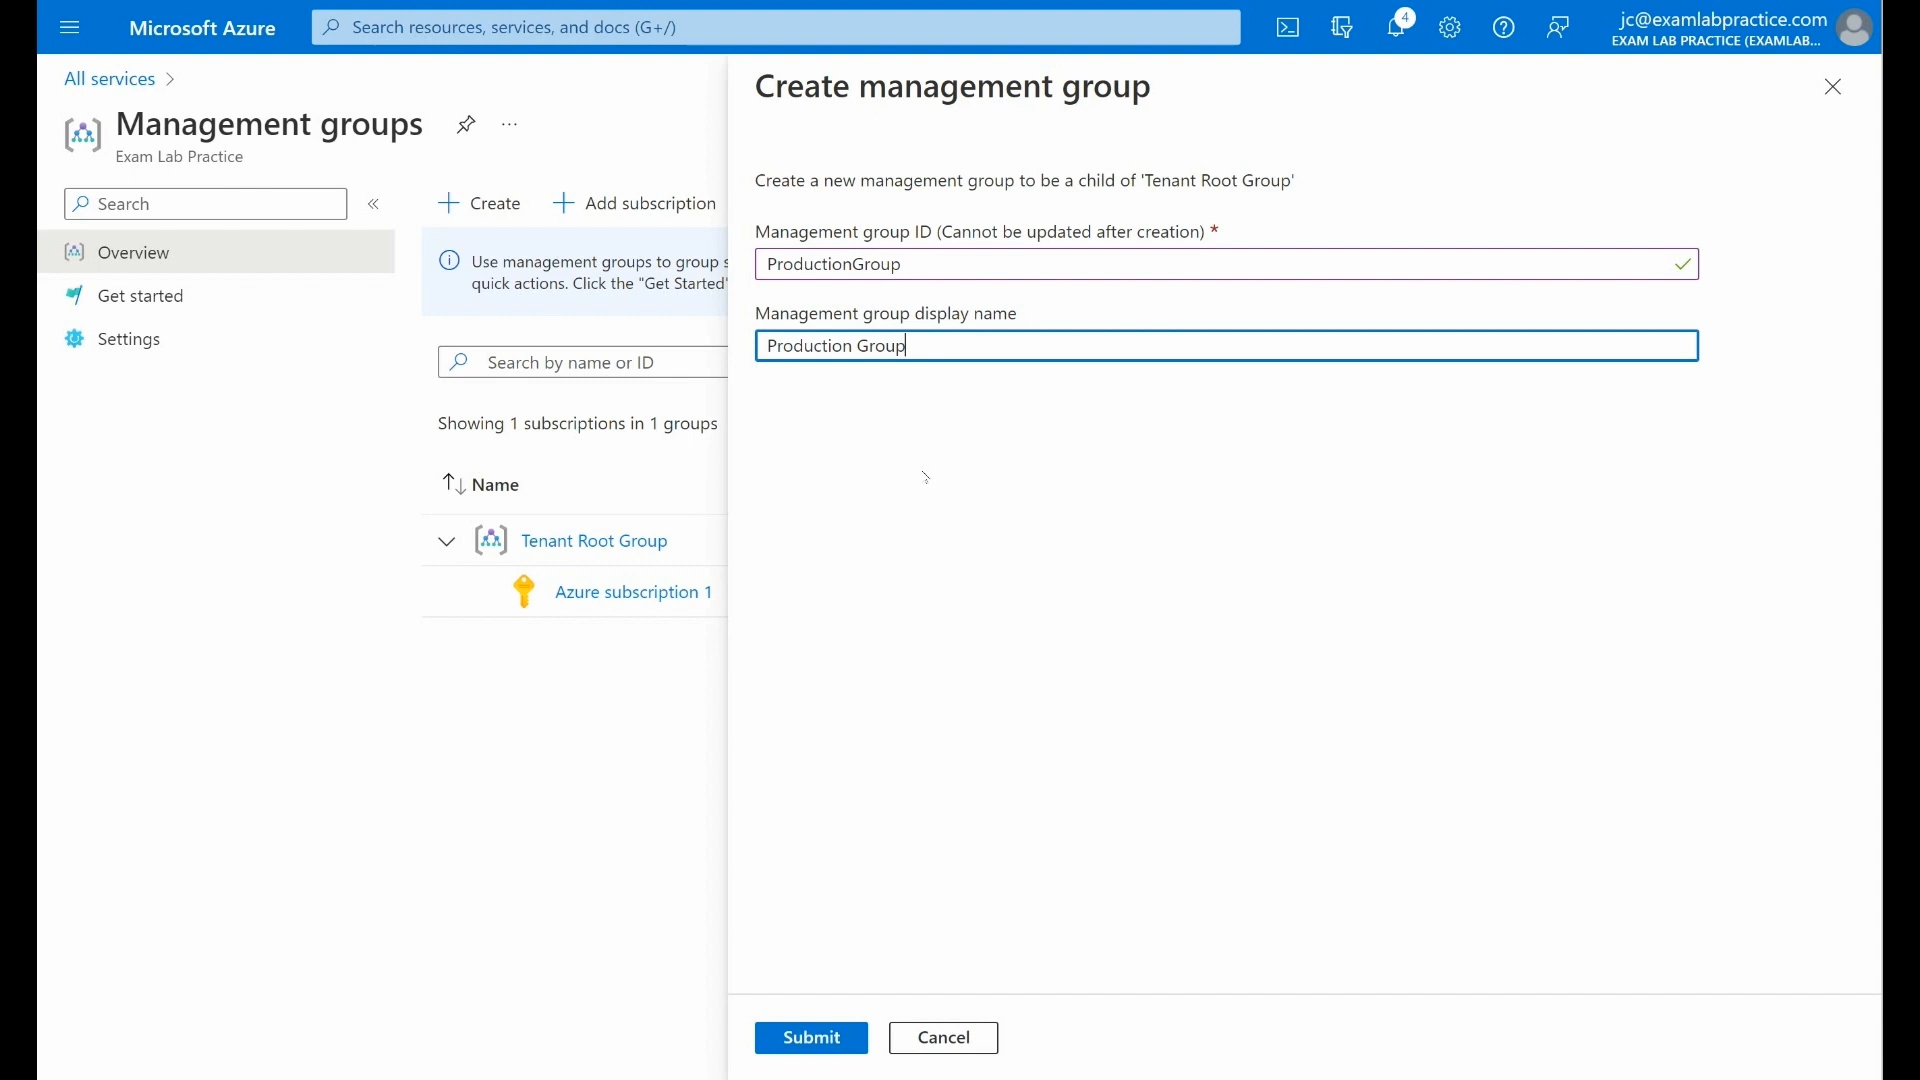 Microsoft Azure
Search resources, services, and docs (G+/)
4
jc@examlabpractice.com
EXAM LAB PRACTICE (EXAMLAB...
All services
Management groups
...
Exam Lab Practice
Search
«
Overview
Get started
Settings
Create
Add subscription
Use management groups to group s
quick actions. Click the "Get Started"
Search by name or ID
Showing 1 subscriptions in 1 groups
Name
Tenant Root Group
Azure subscription 1
Create management group
Create a new management group to be a child of 'Tenant Root Group'
Management group ID (Cannot be updated after creation) *
ProductionGroup
Management group display name
Production Group
Submit
Cancel